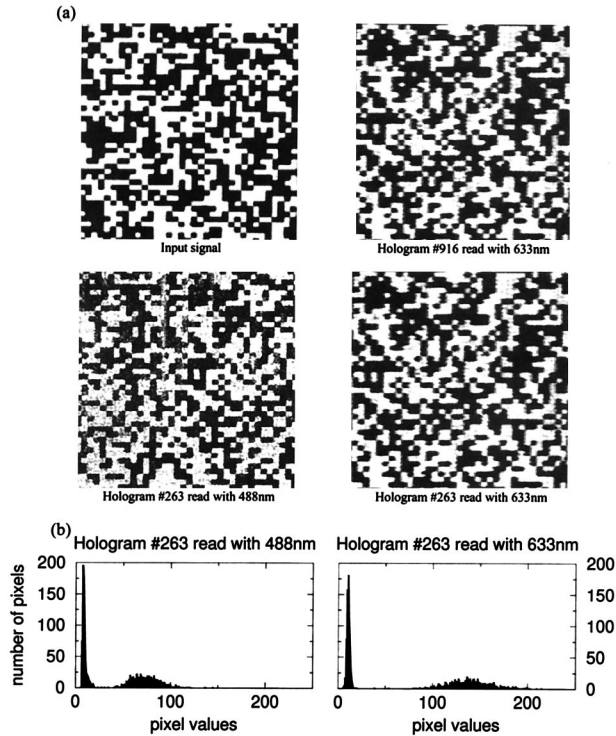 (a)
Input signal
Hologram #916 read with 633nm
Hologram #263 read with 488nm
Hologram #263 read with 633nm
(b)
Hologram #263 read with 488nm
Hologram #263 read with 633nm
number of pixels
200
150
100
50
0
0
100
200
pixel values
200
150
100
50
0
0
100
200
pixel values